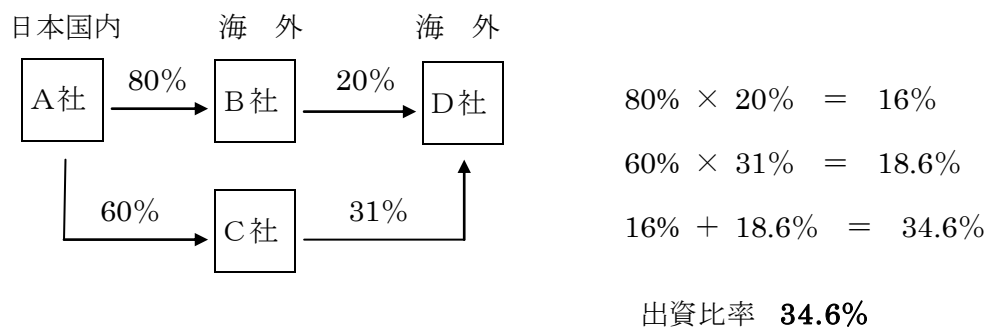 日本国内 海 外 海 外
80% 20%
A社 B社 D社
60% 31%
C社
80% × 20% = 16%
60% × 31% = 18.6%
16% + 18.6% = 34.6%
出資比率 34.6%